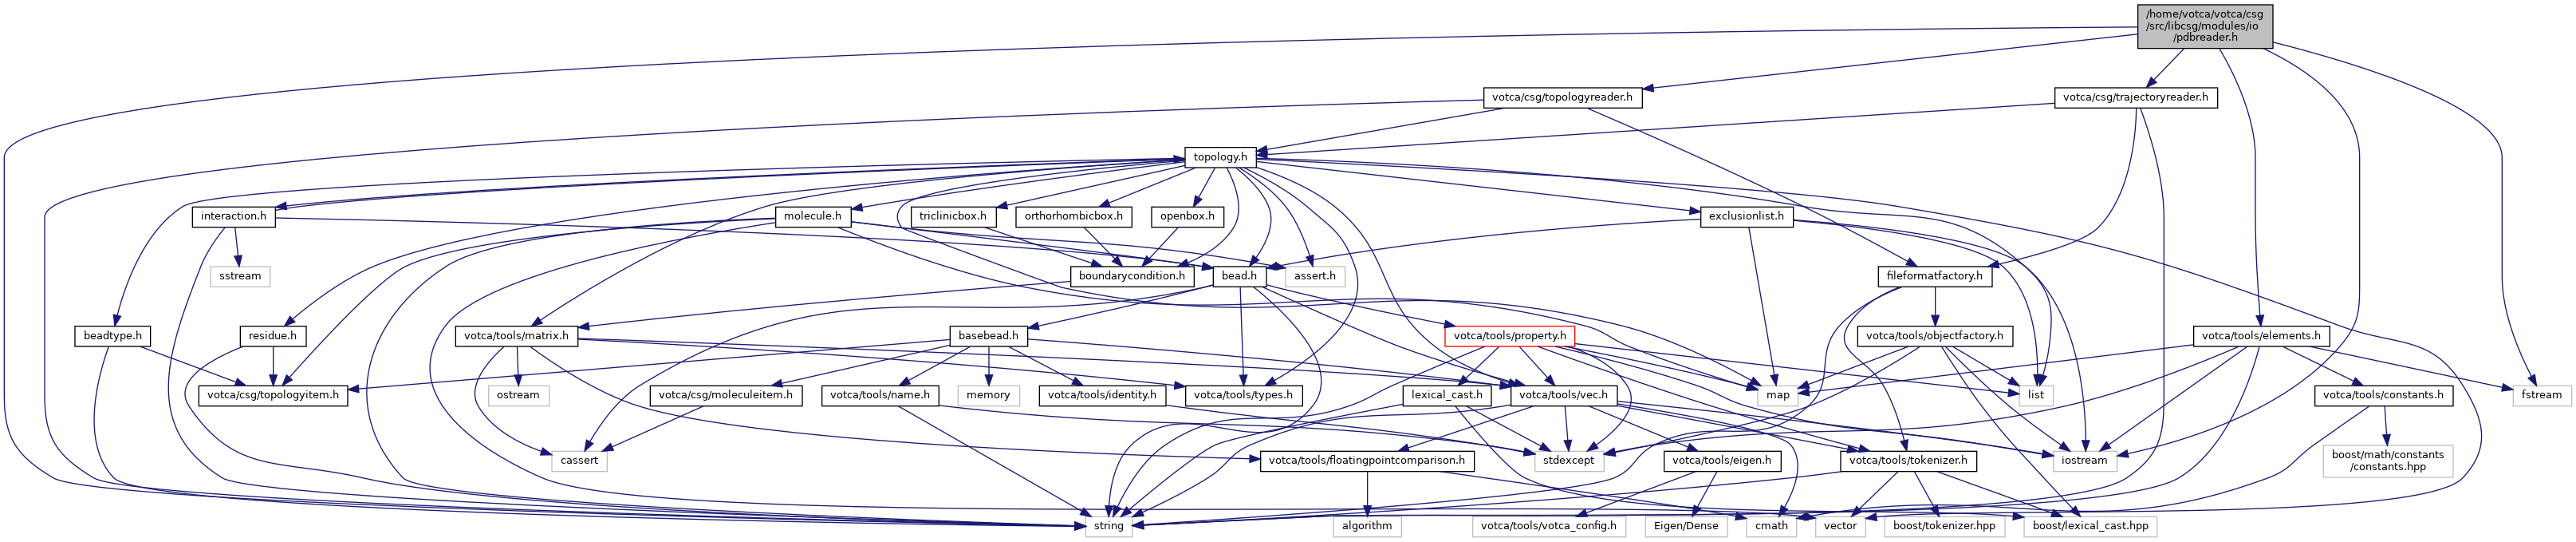 /home/votca/votca/csg
/src/libcsg/modules/io
/pdbreader.h
votca/csg/topologyreader.h
votca/csg/trajectoryreader.h
topology.h
interaction.h
molecule.h
triclinicbox.h
orthorhombicbox.h
openbox.h
exclusionlist.h
sstream
boundarycondition.h
bead.h
assert.h
fileformatfactory.h
beadtype.h
residue.h
votca/tools/matrix.h
basebead.h
votca/tools/property.h
votca/tools/objectfactory.h
votca/tools/elements.h
votca/csg/topologyitem.h
ostream
votca/csg/moleculeitem.h
votca/tools/name.h
memory
votca/tools/identity.h
votca/tools/types.h
lexical_cast.h
votca/tools/vec.h
map
list
votca/tools/constants.h
fstream
cassert
votca/tools/floatingpointcomparison.h
stdexcept
votca/tools/eigen.h
votca/tools/tokenizer.h
iostream
boost/math/constants
/constants.hpp
string
algorithm
votca/tools/votca_config.h
Eigen/Dense
cmath
vector
boost/tokenizer.hpp
boost/lexical_cast.hpp